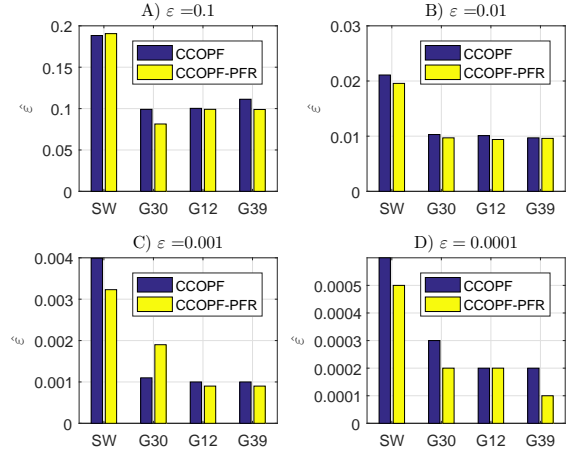 A) ε =0.1
0.2
0.15
0.1
0.05
0
ε̂
CCOPF
CCOPF-PFR
SW G30 G12 G39
B) ε =0.01
0.03
0.02
0.01
0
ε̂
CCOPF
CCOPF-PFR
SW G30 G12 G39
C) ε =0.001
0.004
0.003
0.002
0.001
0
ε̂
CCOPF
CCOPF-PFR
SW G30 G12 G39
D) ε = 0.0001
0.0005
0.0004
0.0003
0.0002
0.0001
0
ε̂
CCOPF
CCOPF-PFR
SW G30 G12 G39